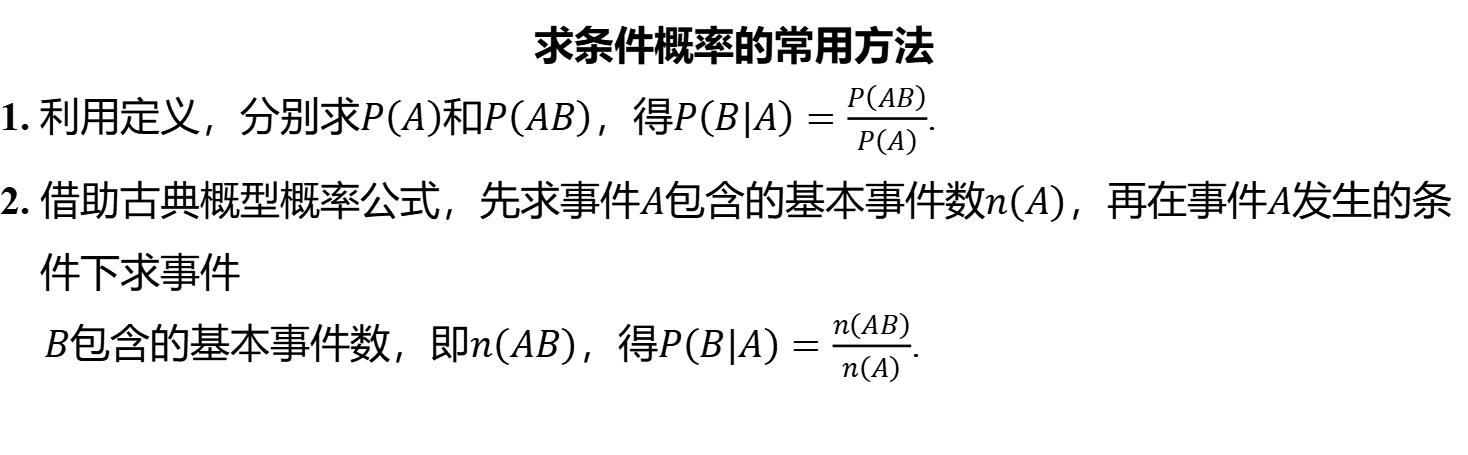 求条件概率的常用方法
1. 利用定义，分别求P(A)和P(AB)，得P(B|A) = P(AB)/P(A).
2. 借助古典概型概率公式，先求事件A包含的基本事件数n(A)，再在事件A发生的条
件下求事件
B包含的基本事件数，即n(AB)，得P(B|A) = n(AB)/n(A).